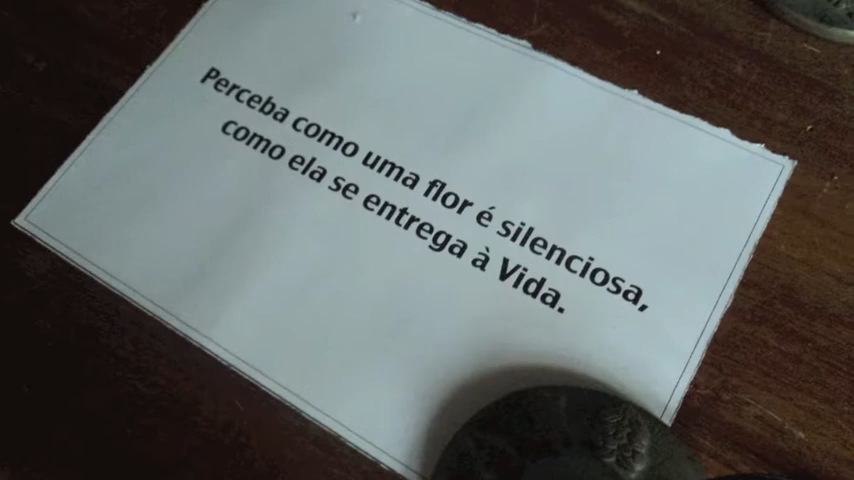 Perceba como uma flor é silenciosa,
como ela se entrega à Vida.